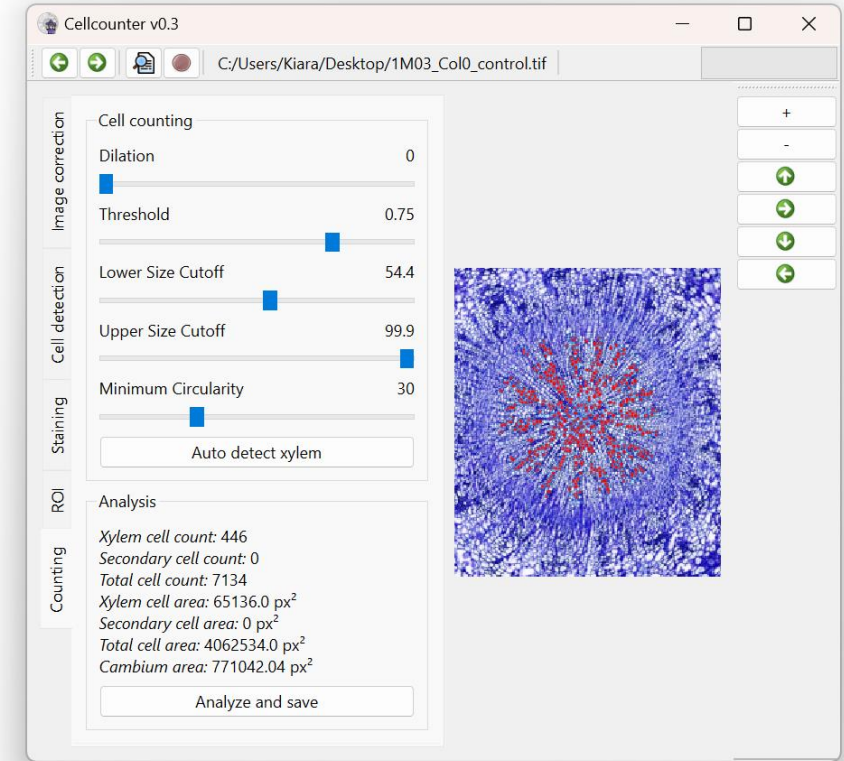 Cellcounter v0.3
C:/Users/Kiara/Desktop/1M03_Col0_control.tif
Image correction
Cell detection
Staining
ROI
Counting
Cell counting
Dilation 0
Threshold 0.75
Lower Size Cutoff 54.4
Upper Size Cutoff 99.9
Minimum Circularity 30
Auto detect xylem
Analysis
Xylem cell count: 446
Secondary cell count: 0
Total cell count: 7134
Xylem cell area: 65136.0 px²
Secondary cell area: 0 px²
Total cell area: 4062534.0 px²
Cambium area: 771042.04 px²
Analyze and save
+
-